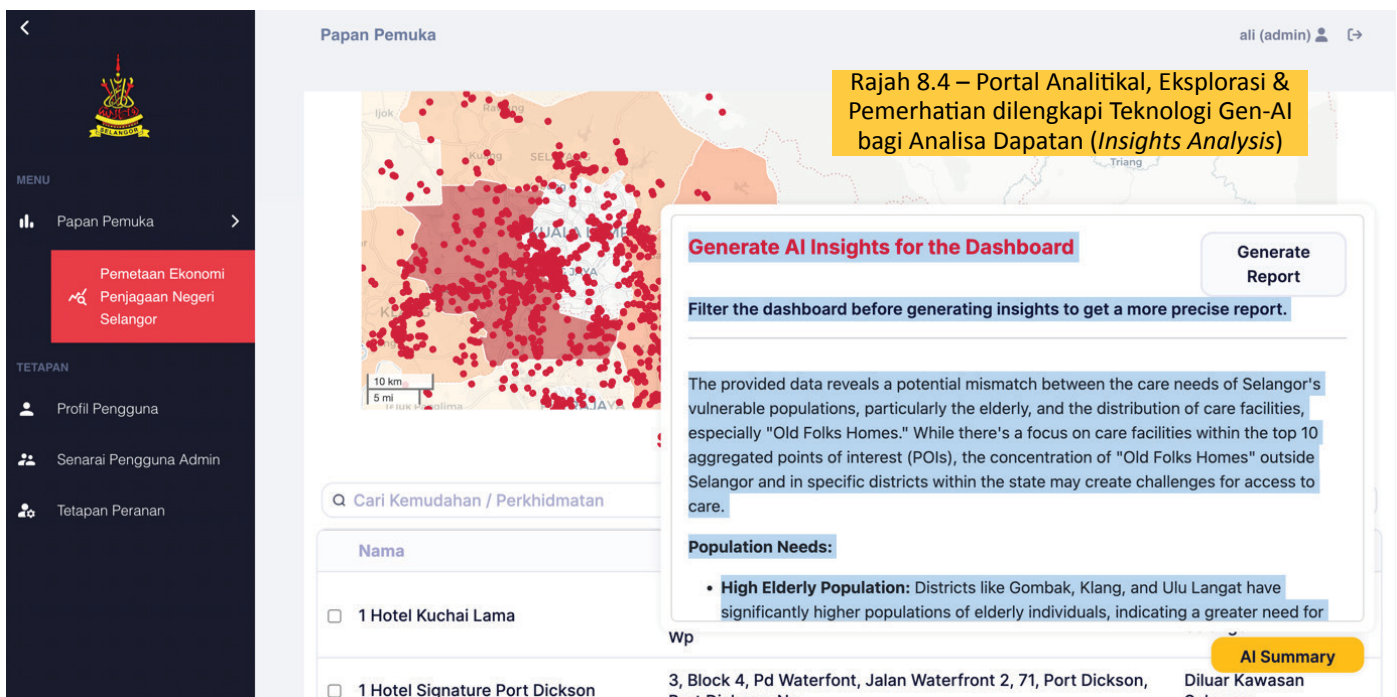 Papan Pemuka
ali (admin)
SELANGOR
Rajah 8.4 – Portal Analitikal, Eksplorasi &
Pemerhatian dilengkapi Teknologi Gen-AI
bagi Analisa Dapatan (Insights Analysis)
MENU
Papan Pemuka
Pemetaan Ekonomi
Penjagaan Negeri
Selangor
TETAPAN
Profil Pengguna
Senarai Pengguna Admin
Tetapan Peranan
Ijok
Kuang
Triang
10 km
5 mi
Generate AI Insights for the Dashboard
Generate
Report
Filter the dashboard before generating insights to get a more precise report.
The provided data reveals a potential mismatch between the care needs of Selangor's
vulnerable populations, particularly the elderly, and the distribution of care facilities,
especially "Old Folks Homes." While there's a focus on care facilities within the top 10
aggregated points of interest (POIs), the concentration of "Old Folks Homes" outside
Selangor and in specific districts within the state may create challenges for access to
care.
Population Needs:
• High Elderly Population: Districts like Gombak, Klang, and Ulu Langat have
significantly higher populations of elderly individuals, indicating a greater need for
Cari Kemudahan / Perkhidmatan
Nama
1 Hotel Kuchai Lama
Wp
AI Summary
1 Hotel Signature Port Dickson
3, Block 4, Pd Waterfont, Jalan Waterfront 2, 71, Port Dickson,
Diluar Kawasan